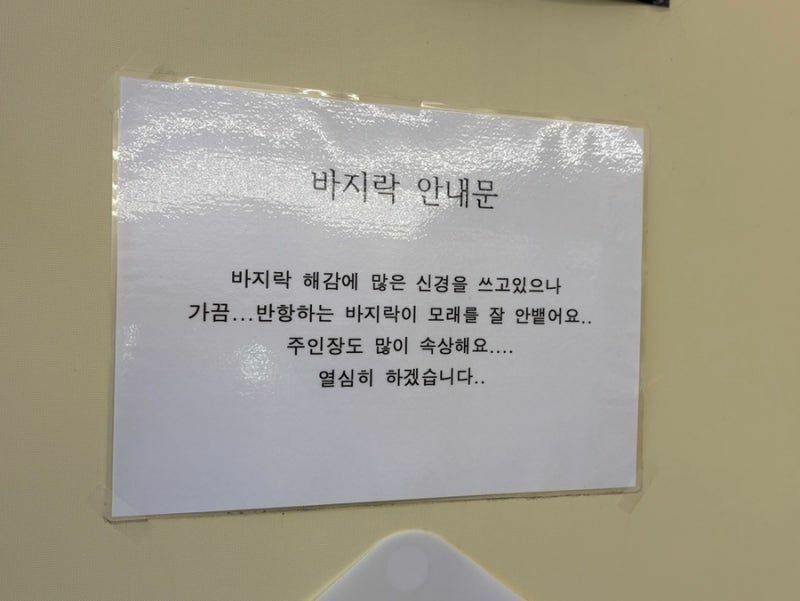 바지락 안내문
바지락 해감에 많은 신경을 쓰고있으나
가끔...반항하는 바지락이 모래를 잘 안뱉어요..
주인장도 많이 속상해요....
열심히 하겠습니다..